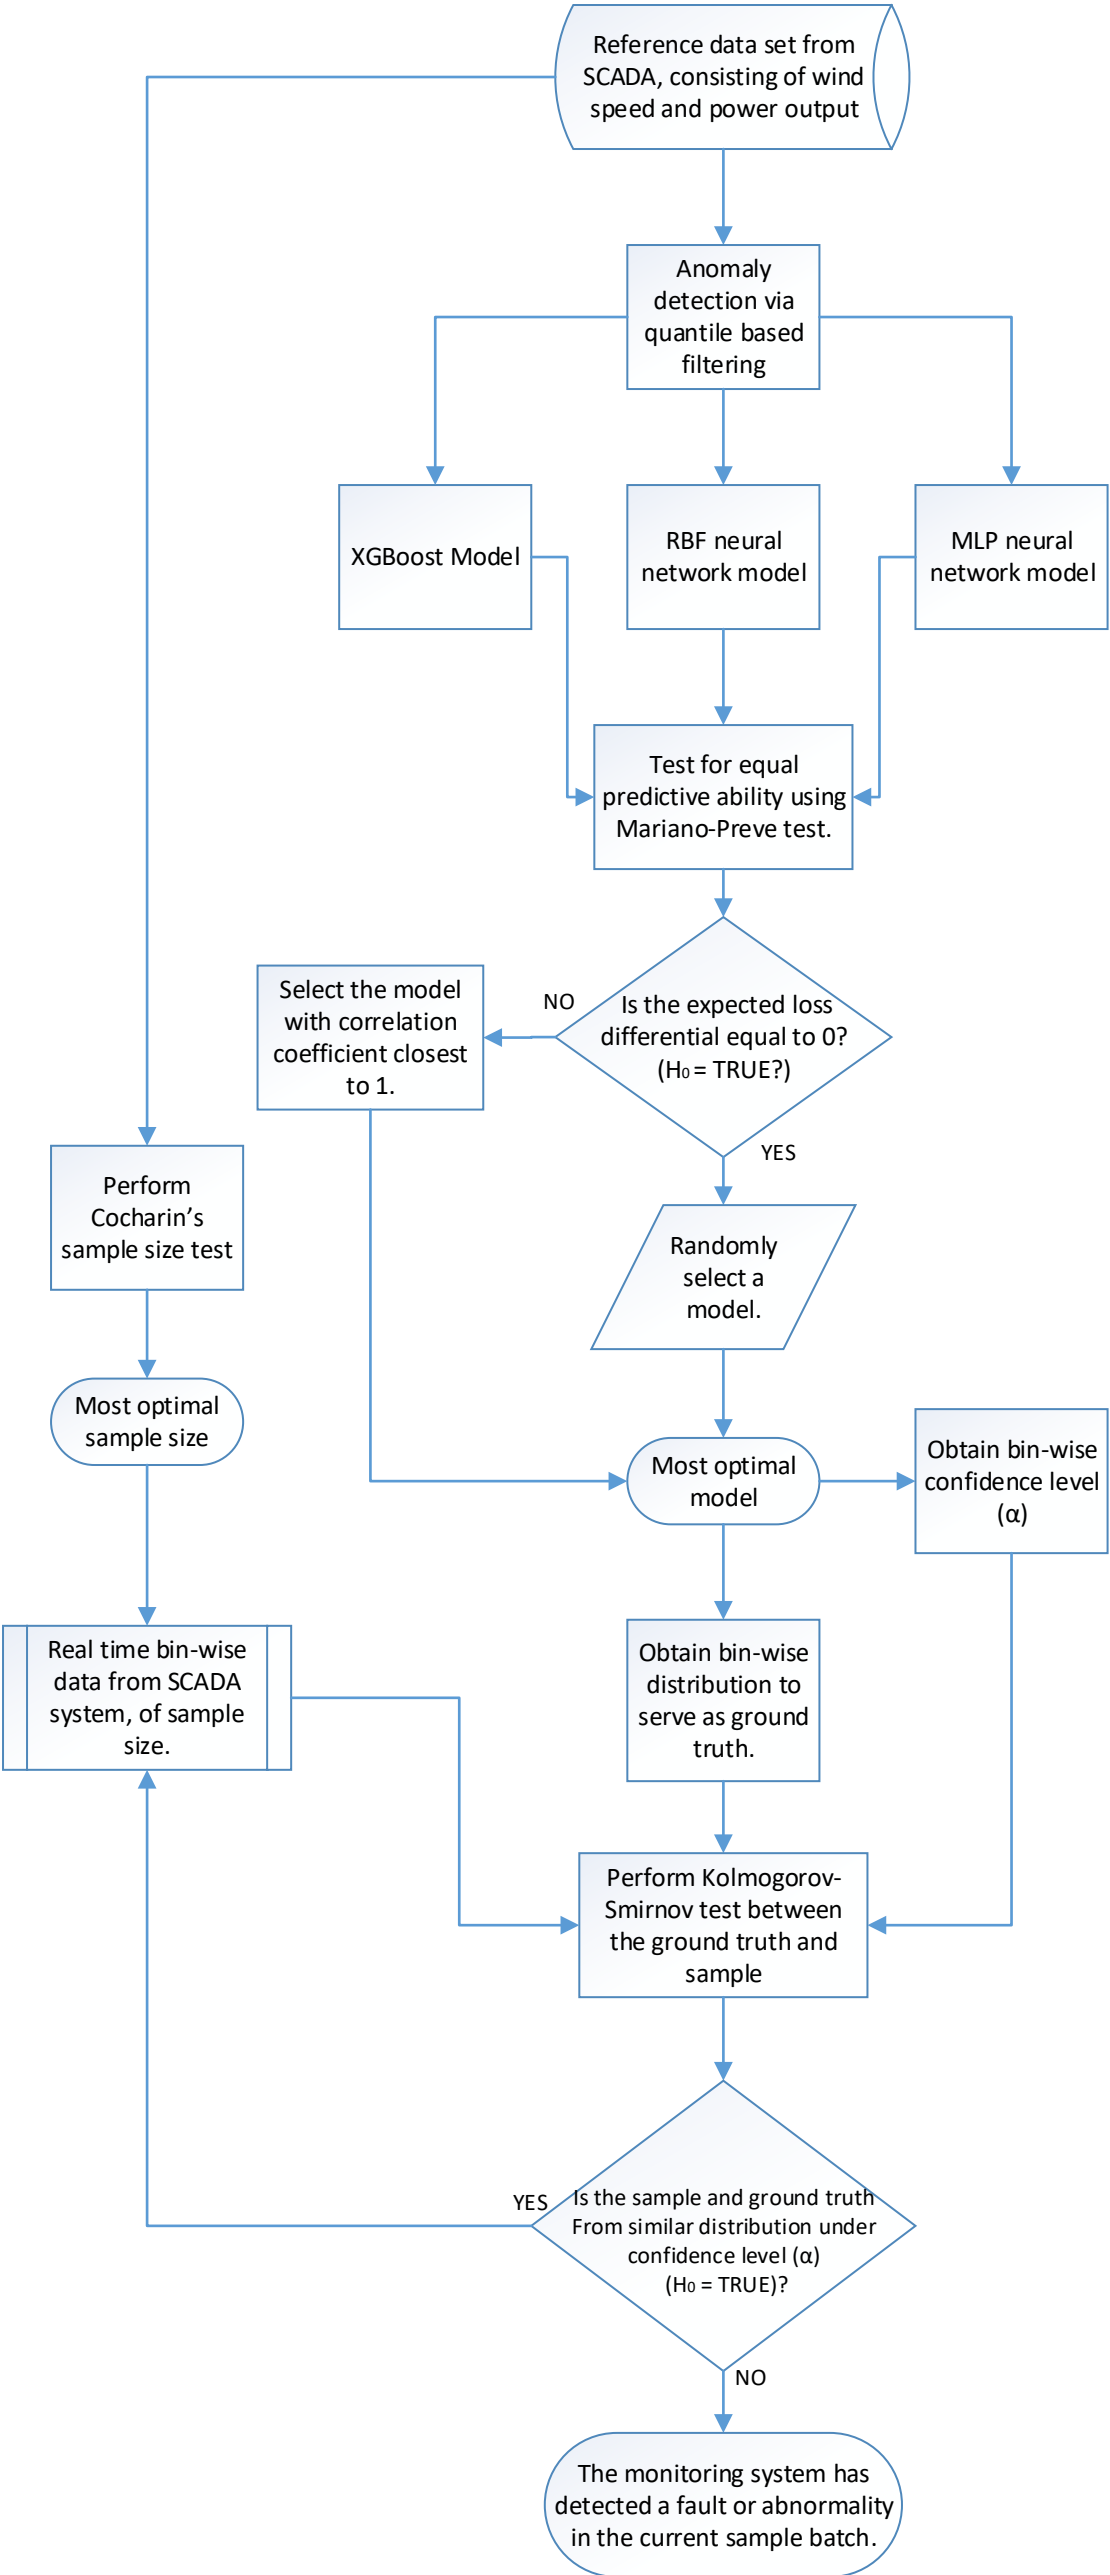 Reference data set from
SCADA, consisting of wind
speed and power output
Anomaly
detection via
quantile based
filtering
XGBoost Model
RBF neural
network model
MLP neural
network model
Test for equal
predictive ability using
Mariano-Preve test.
Is the expected loss
differential equal to 0?
(H₀ = TRUE?)
NO
Select the model
with correlation
coefficient closest
to 1.
YES
Perform
Cocharin’s
sample size test
Randomly
select a
model.
Most optimal
sample size
Most optimal
model
Obtain bin-wise
confidence level
(α)
Real time bin-wise
data from SCADA
system, of sample
size.
Obtain bin-wise
distribution to
serve as ground
truth.
Perform Kolmogorov-
Smirnov test between
the ground truth and
sample
YES
Is the sample and ground truth
From similar distribution under
confidence level (α)
(H₀ = TRUE)?
NO
The monitoring system has
detected a fault or abnormality
in the current sample batch.